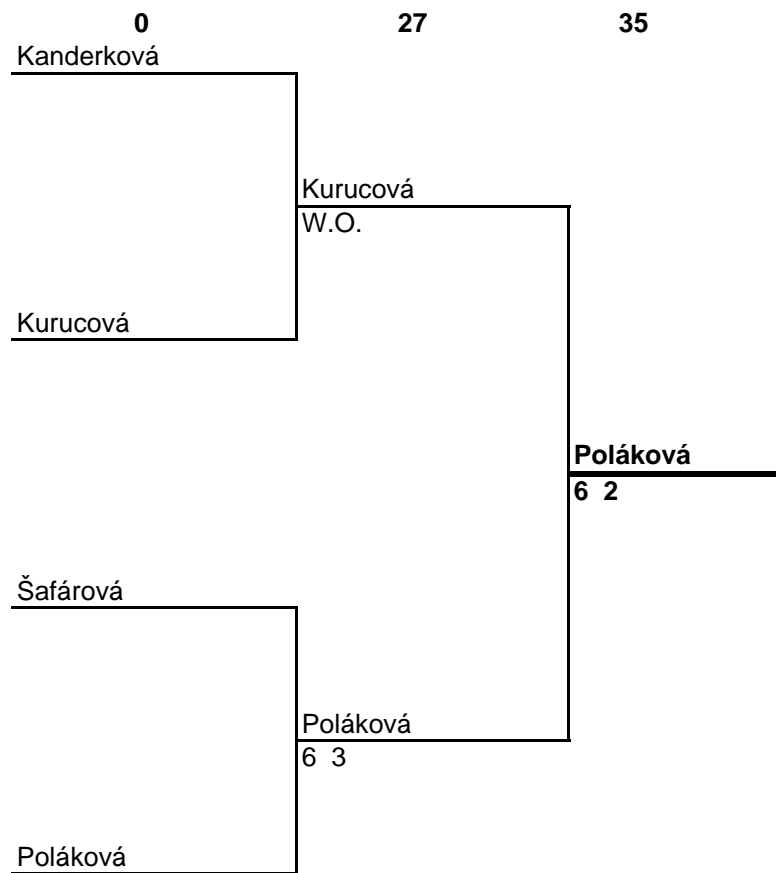 0 27 35
Kanderková
Kurucová
W.O.
Kurucová
Poláková
6 2
Šafárová
Poláková
6 3
Poláková